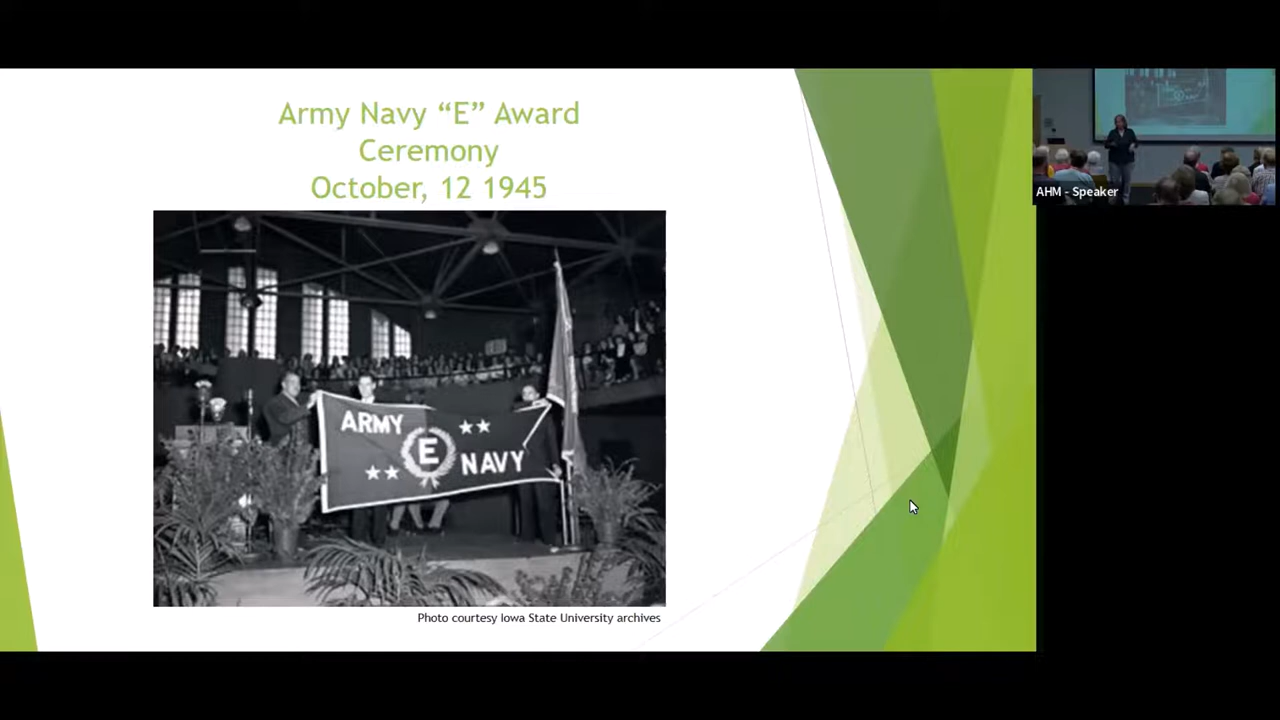 Army Navy “E” Award
Ceremony
October, 12 1945
ARMY
E
NAVY
Photo courtesy Iowa State University archives
AHM - Speaker